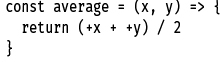 const average = (x, y) => {
  return (+x + +y) / 2
}